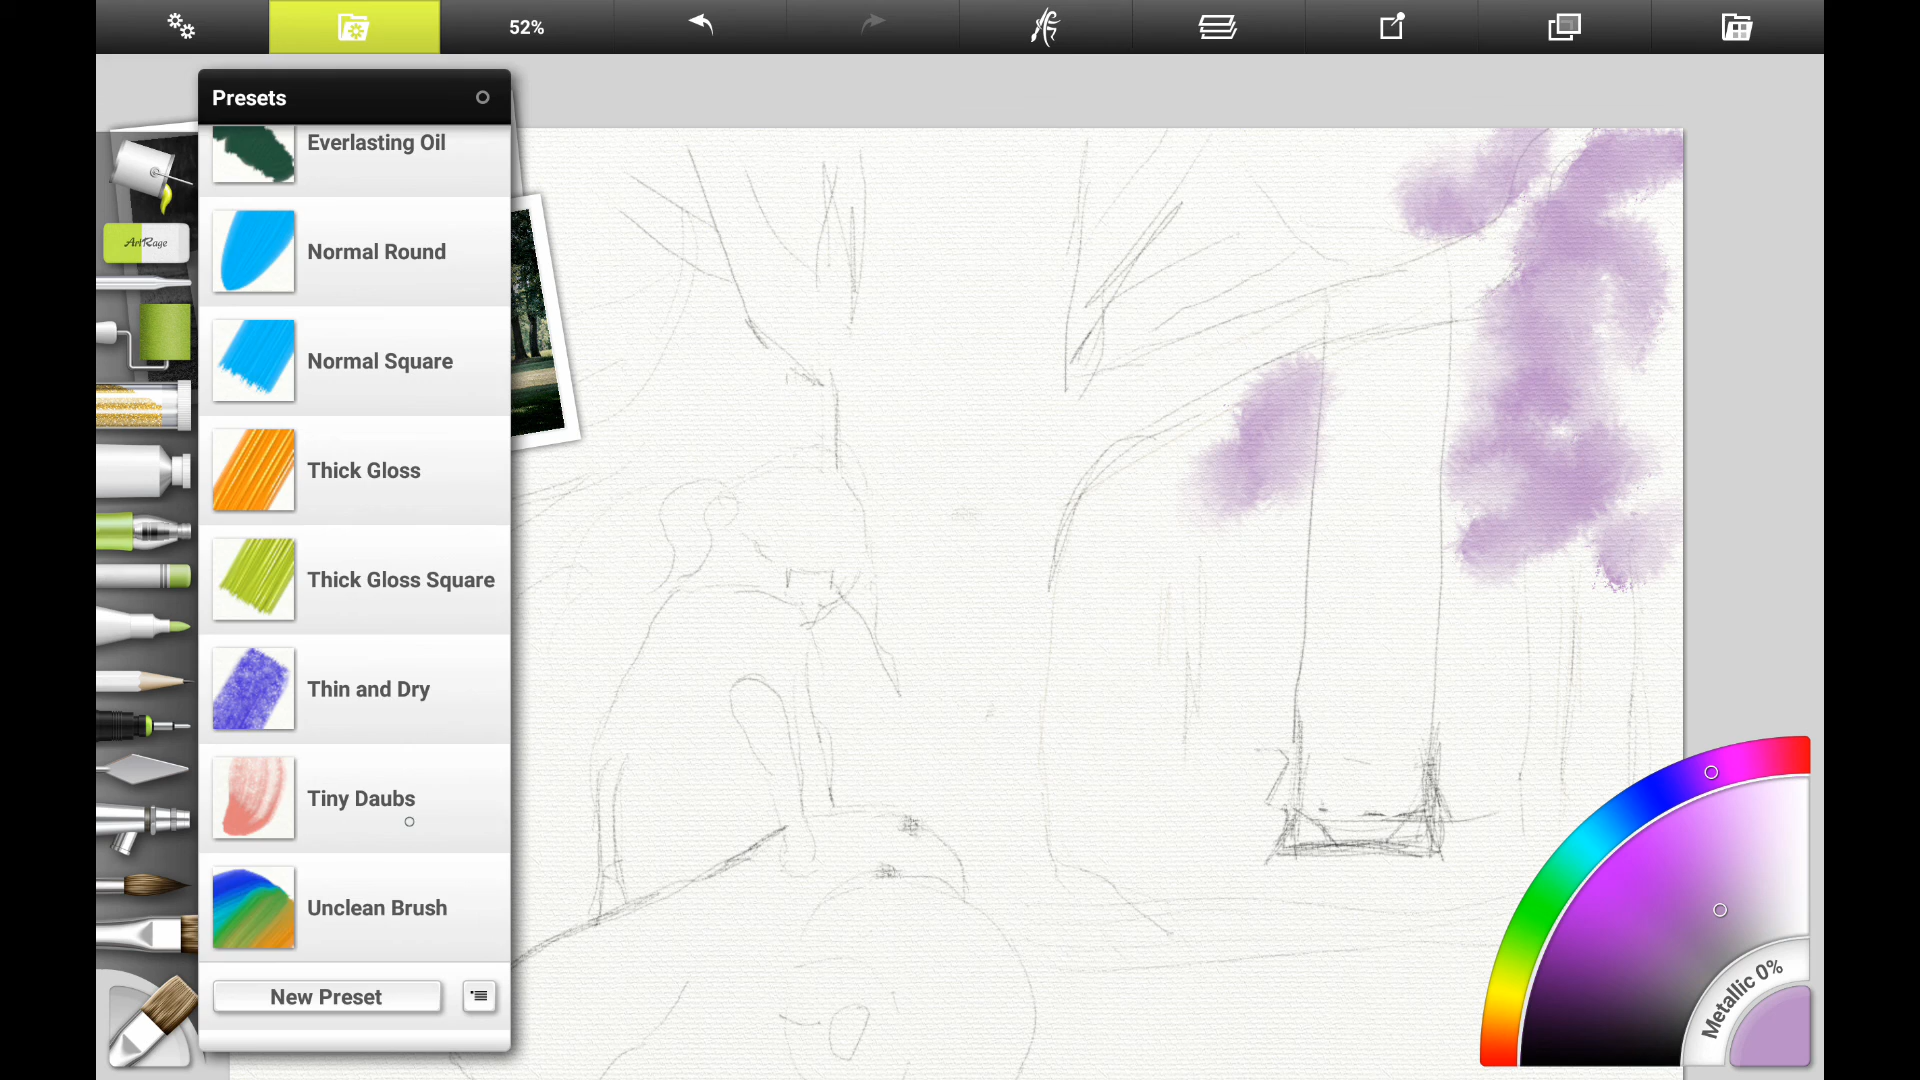 52%
Presets
Everlasting Oil
Normal Round
ArtRage
Normal Square
Thick Gloss
Thick Gloss Square
Thin and Dry
Tiny Daubs
Unclean Brush
New Preset
Metallic 0%